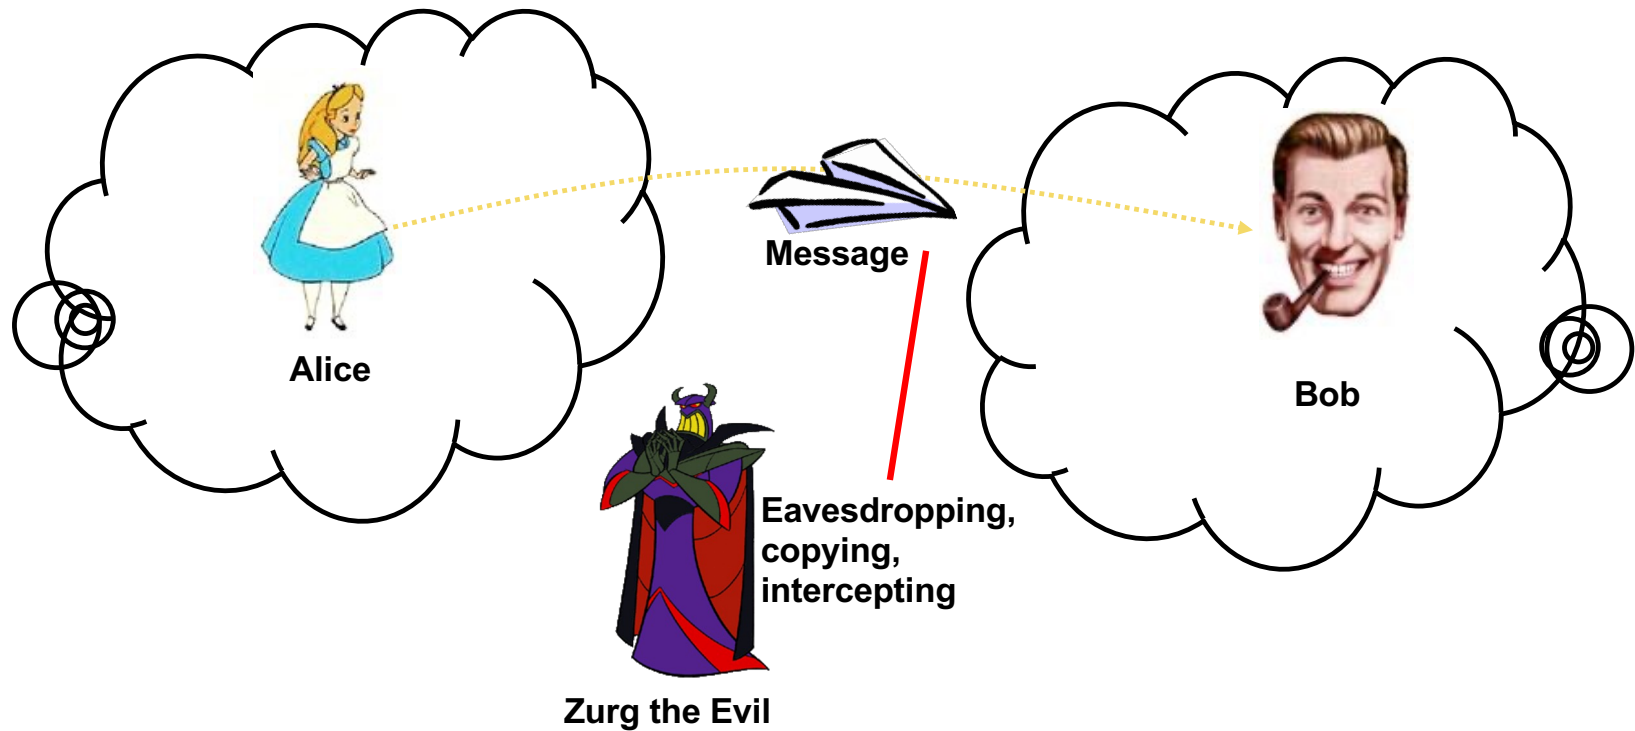 Message
Alice
Bob
Eavesdropping,
copying,
intercepting
Zurg the Evil